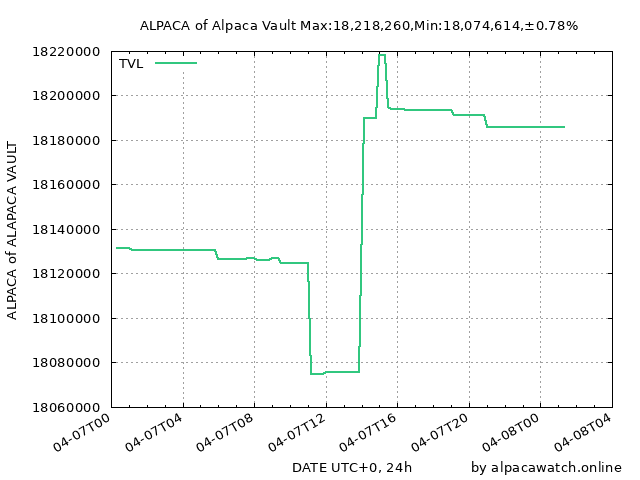 ALPACA of Alpaca Vault Max:18,218,260,Min:18,074,614,±0.78%
TVL
18220000
18200000
18180000
18160000
18140000
18120000
18100000
18080000
18060000
ALPACA of ALAPACA VAULT
04-07T00
04-07T04
04-07T08
04-07T12
04-07T16
04-07T20
04-08T00
04-08T04
DATE UTC+0, 24h
by alpacawatch.online